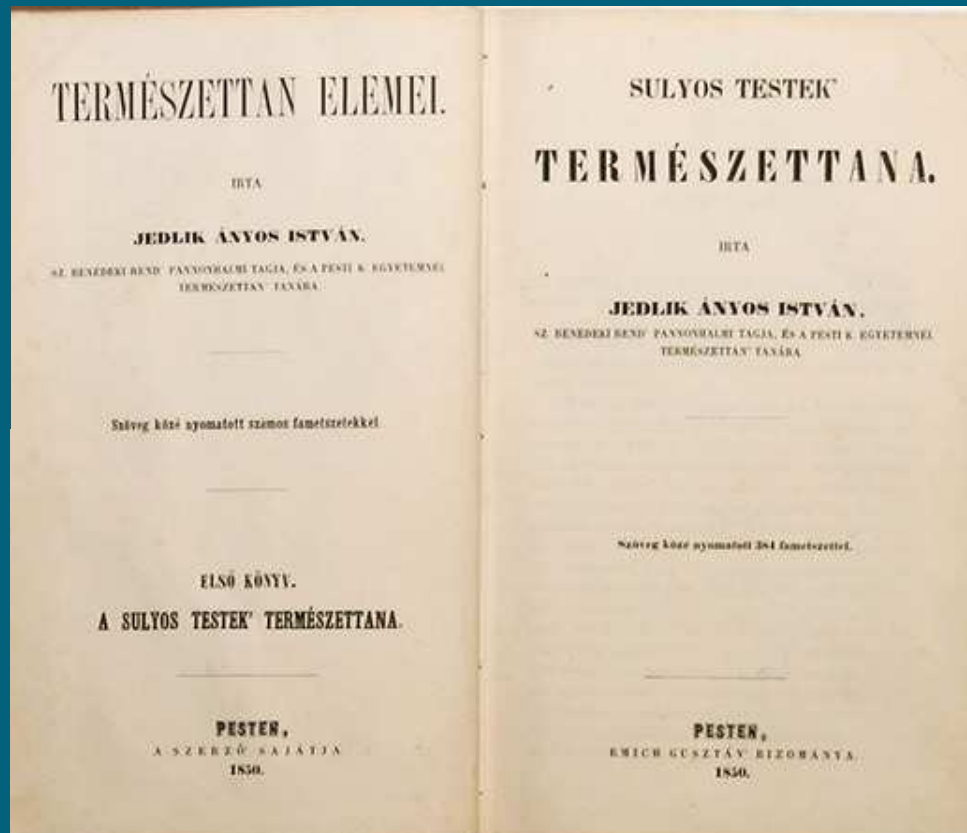 TERMÉSZETTAN ELEMEI.
IRTA
JEDLIK ÁNYOS ISTVÁN,
SZ. BENEDEKI REND' PANNONHALMI TAGJA, ÉS A PESTI K. EGYETEMNÉL
TERMÉSZETTAN' TANÁRA
Szöveg közé nyomatott számos fametszetekkel
ELSŐ KÖNYV.
A SULYOS TESTEK' TERMÉSZETTANA.
PESTEN,
A SZERZŐ SAJÁTJA
1850.
SULYOS TESTEK'
TERMÉSZETTANA.
IRTA
JEDLIK ÁNYOS ISTVÁN,
SZ. BENEDEKI REND' PANNONHALMI TAGJA, ÉS A PESTI K. EGYETEMNÉL
TERMÉSZETTAN' TANÁRA
Szöveg közé nyomatott 384 fametszettel.
PESTEN,
EMICH GUSZTÁV' BIZOMÁNYA.
1850.